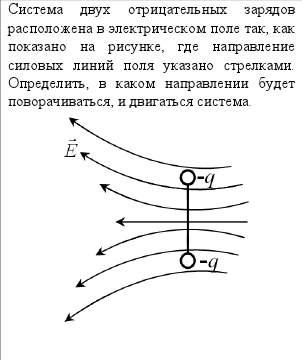 Система двух отрицательных зарядов
расположена в электрическом поле так, как
показано на рисунке, где направление
силовых линий поля указано стрелками.
Определить, в каком направлении будет
поворачиваться, и двигаться система.
E
-q
-q